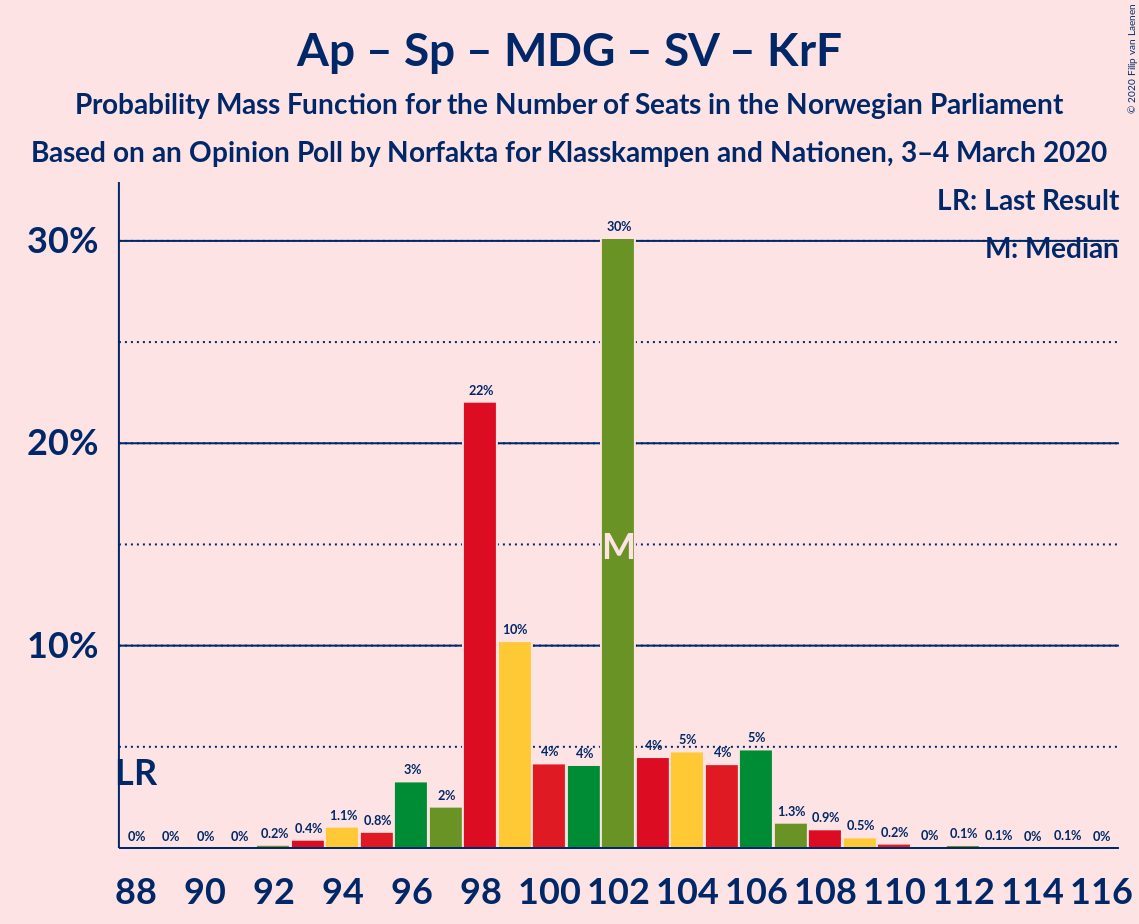 Ap – Sp – MDG – SV – KrF
Probability Mass Function for the Number of Seats in the Norwegian Parliament
Based on an Opinion Poll by Norfakta for Klasskampen and Nationen, 3–4 March 2020
© 2020 Filip van Laenen
LR: Last Result
M: Median
30%
20%
10%
LR
M
0% 0% 0% 0% 0.2% 0.4% 1.1% 0.8% 3% 2% 22% 10% 4% 4% 30% 4% 5% 4% 5% 1.3% 0.9% 0.5% 0.2% 0% 0.1% 0.1% 0% 0.1% 0%
88 90 92 94 96 98 100 102 104 106 108 110 112 114 116